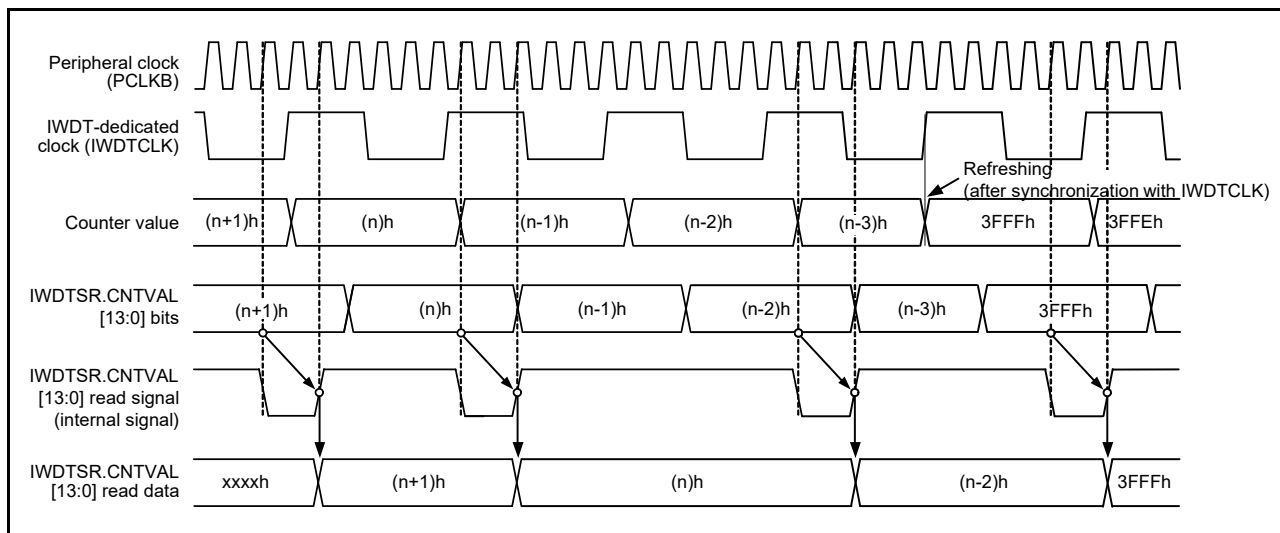 Peripheral clock
(PCLKB)
IWDT-dedicated
clock (IWDTCLK)
Refreshing
(after synchronization with IWDTCLK)
Counter value
(n+1)h
(n)h
(n-1)h
(n-2)h
(n-3)h
3FFFh
3FFEh
IWDTSR.CNTVAL
[13:0] bits
(n+1)h
(n)h
(n-1)h
(n-2)h
(n-3)h
3FFFh
IWDTSR.CNTVAL
[13:0] read signal
(internal signal)
IWDTSR.CNTVAL
[13:0] read data
xxxxh
(n+1)h
(n)h
(n-2)h
3FFFh